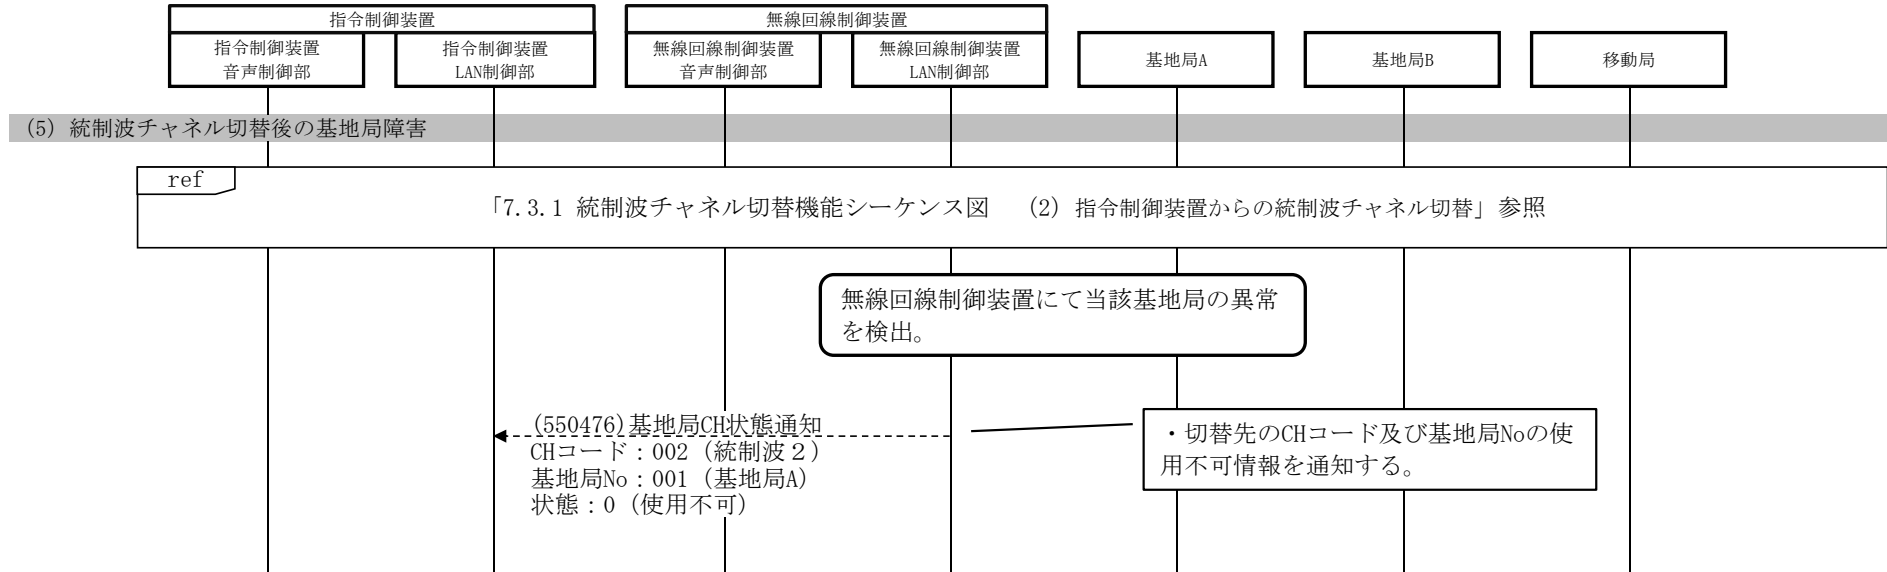 指令制御装置
無線回線制御装置
指令制御装置
音声制御部
指令制御装置
LAN制御部
無線回線制御装置
音声制御部
無線回線制御装置
LAN制御部
基地局A
基地局B
移動局
(5) 統制波チャネル切替後の基地局障害
ref
「7.3.1 統制波チャネル切替機能シーケンス図 (2) 指令制御装置からの統制波チャネル切替」参照
無線回線制御装置にて当該基地局の異常
を検出。
(550476)基地局CH状態通知
CHコード：002 (統制波２)
基地局No：001 (基地局A)
状態：0 (使用不可)
・切替先のCHコード及び基地局Noの使
用不可情報を通知する。